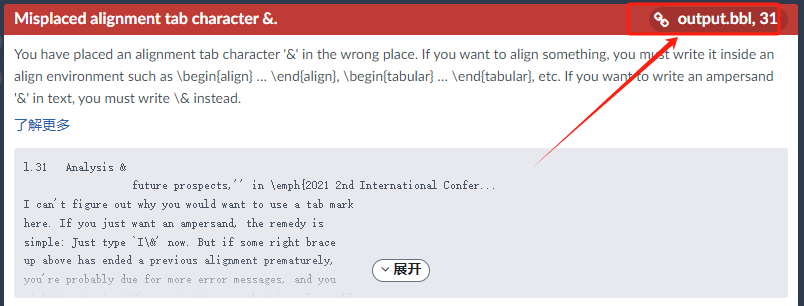 Misplaced alignment tab character &.
output.bbl, 31
You have placed an alignment tab character '&' in the wrong place. If you want to align something, you must write it inside an
align environment such as \begin{align} … \end{align}, \begin{tabular} … \end{tabular}, etc. If you want to write an ampersand
'&' in text, you must write \& instead.
了解更多
l.31 Analysis &
future prospects,'' in \emph{2021 2nd International Confer...
I can't figure out why you would want to use a tab mark
here. If you just want an ampersand, the remedy is
simple: Just type `I\&' now. But if some right brace
up above has ended a previous alignment prematurely,
you're probably due for more error messages, and you
展开